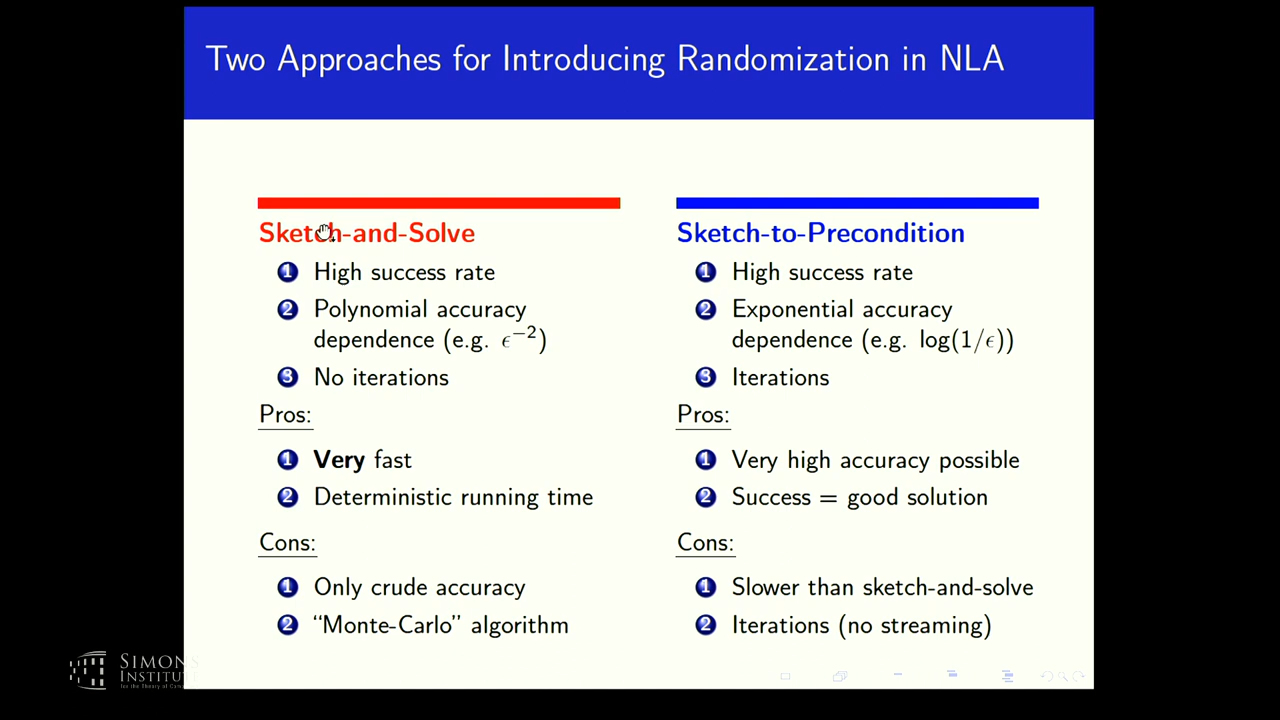 Two Approaches for Introducing Randomization in NLA
Sketch-and-Solve
1 High success rate
2 Polynomial accuracy
dependence (e.g. ϵ⁻²)
3 No iterations
Pros:
1 Very fast
2 Deterministic running time
Cons:
1 Only crude accuracy
2 “Monte-Carlo” algorithm
Sketch-to-Precondition
1 High success rate
2 Exponential accuracy
dependence (e.g. log(1/ϵ))
3 Iterations
Pros:
1 Very high accuracy possible
2 Success = good solution
Cons:
1 Slower than sketch-and-solve
2 Iterations (no streaming)
SIMONS
INSTITUTE